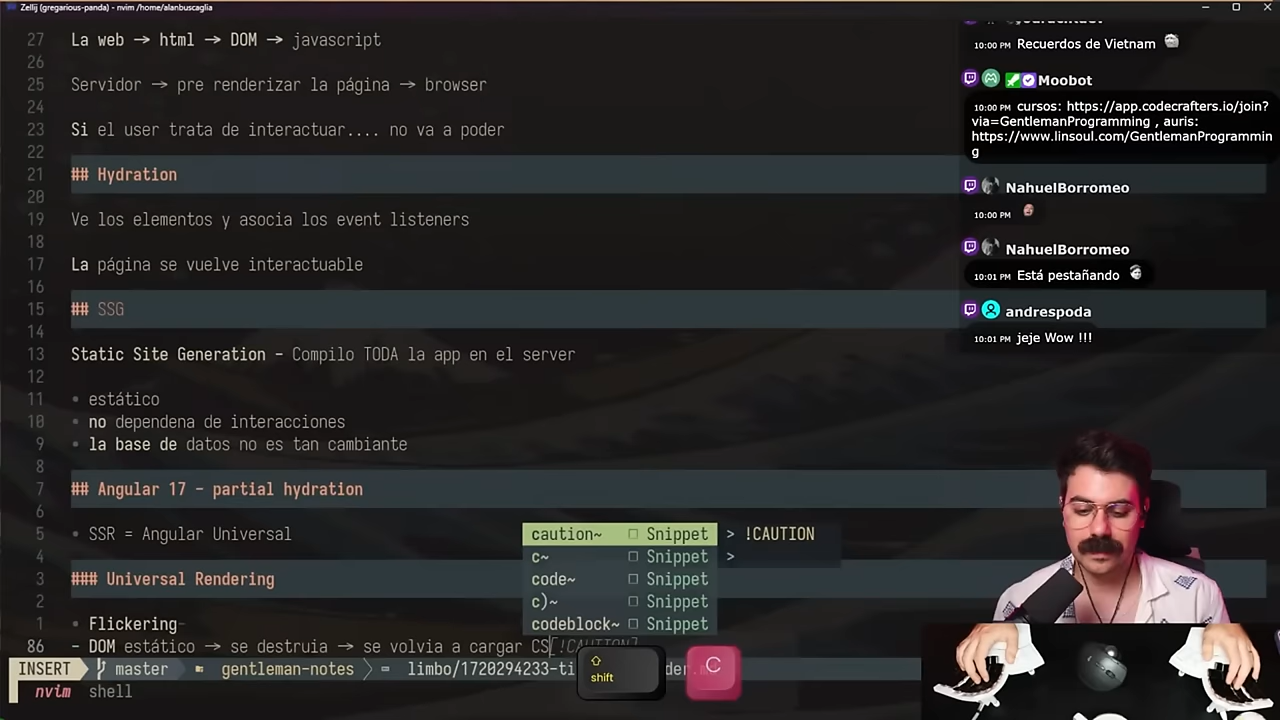 Zellij (gregarious-panda) - nvim /home/alanbuscaglia
27 La web → html → DOM → javascript
26
25 Servidor → pre renderizar la página → browser
24
23 Si el user trata de interactuar.... no va a poder
22
21 ## Hydration
20
19 Ve los elementos y asocia los event listeners
18
17 La página se vuelve interactuable
16
15 ## SSG
14
13 Static Site Generation - Compilo TODA la app en el server
12
11 • estático
10 • no dependena de interacciones
9 • la base de datos no es tan cambiante
8
7 ## Angular 17 - partial hydration
6
5 • SSR = Angular Universal
4
3 ### Universal Rendering
2
1 • Flickering
86 - DOM estático → se destruia → se volvia a cargar CS[!CAUTION]
caution~ □ Snippet > !CAUTION
c~ □ Snippet >
code~ □ Snippet
c)~ □ Snippet
codeblock~ □ Snippet
INSERT master gentleman-notes limbo/1720294233-ti
nvim shell
shift
C
10:00 PM Recuerdos de Vietnam
Moobot
10:00 PM cursos: https://app.codecrafters.io/join?
via=GentlemanProgramming , auris:
https://www.linsoul.com/GentlemanProgrammin
g
NahuelBorromeo
10:00 PM
NahuelBorromeo
10:01 PM Está pestañando
andrespoda
10:01 PM jeje Wow !!!